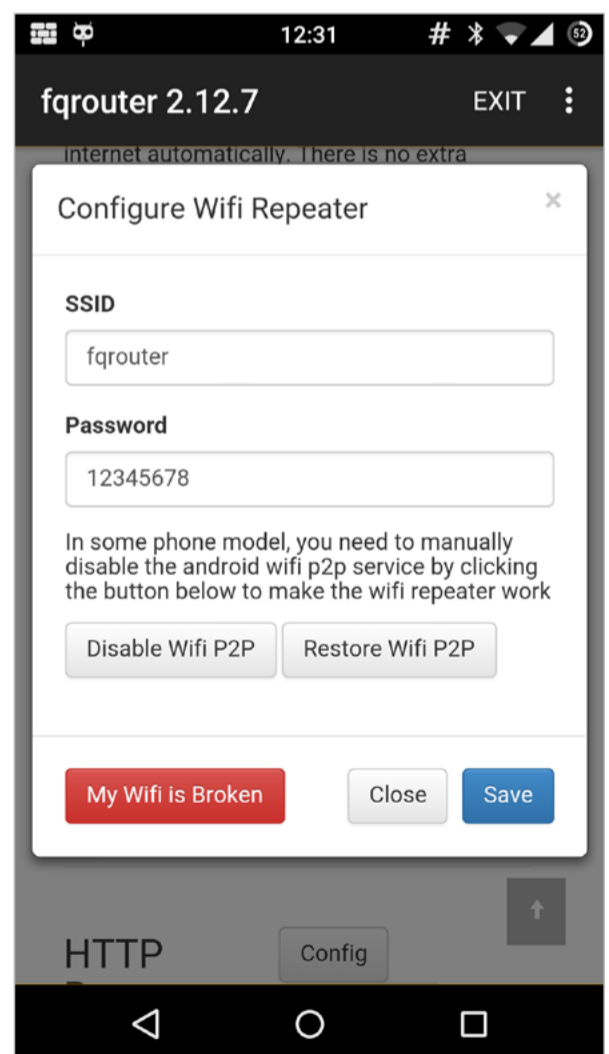 12:31
52
fqrouter 2.12.7 EXIT
internet automatically. There is no extra
Configure Wifi Repeater ×
SSID
fqrouter
Password
12345678
In some phone model, you need to manually
disable the android wifi p2p service by clicking
the button below to make the wifi repeater work
Disable Wifi P2P Restore Wifi P2P
My Wifi is Broken Close Save
HTTP Config